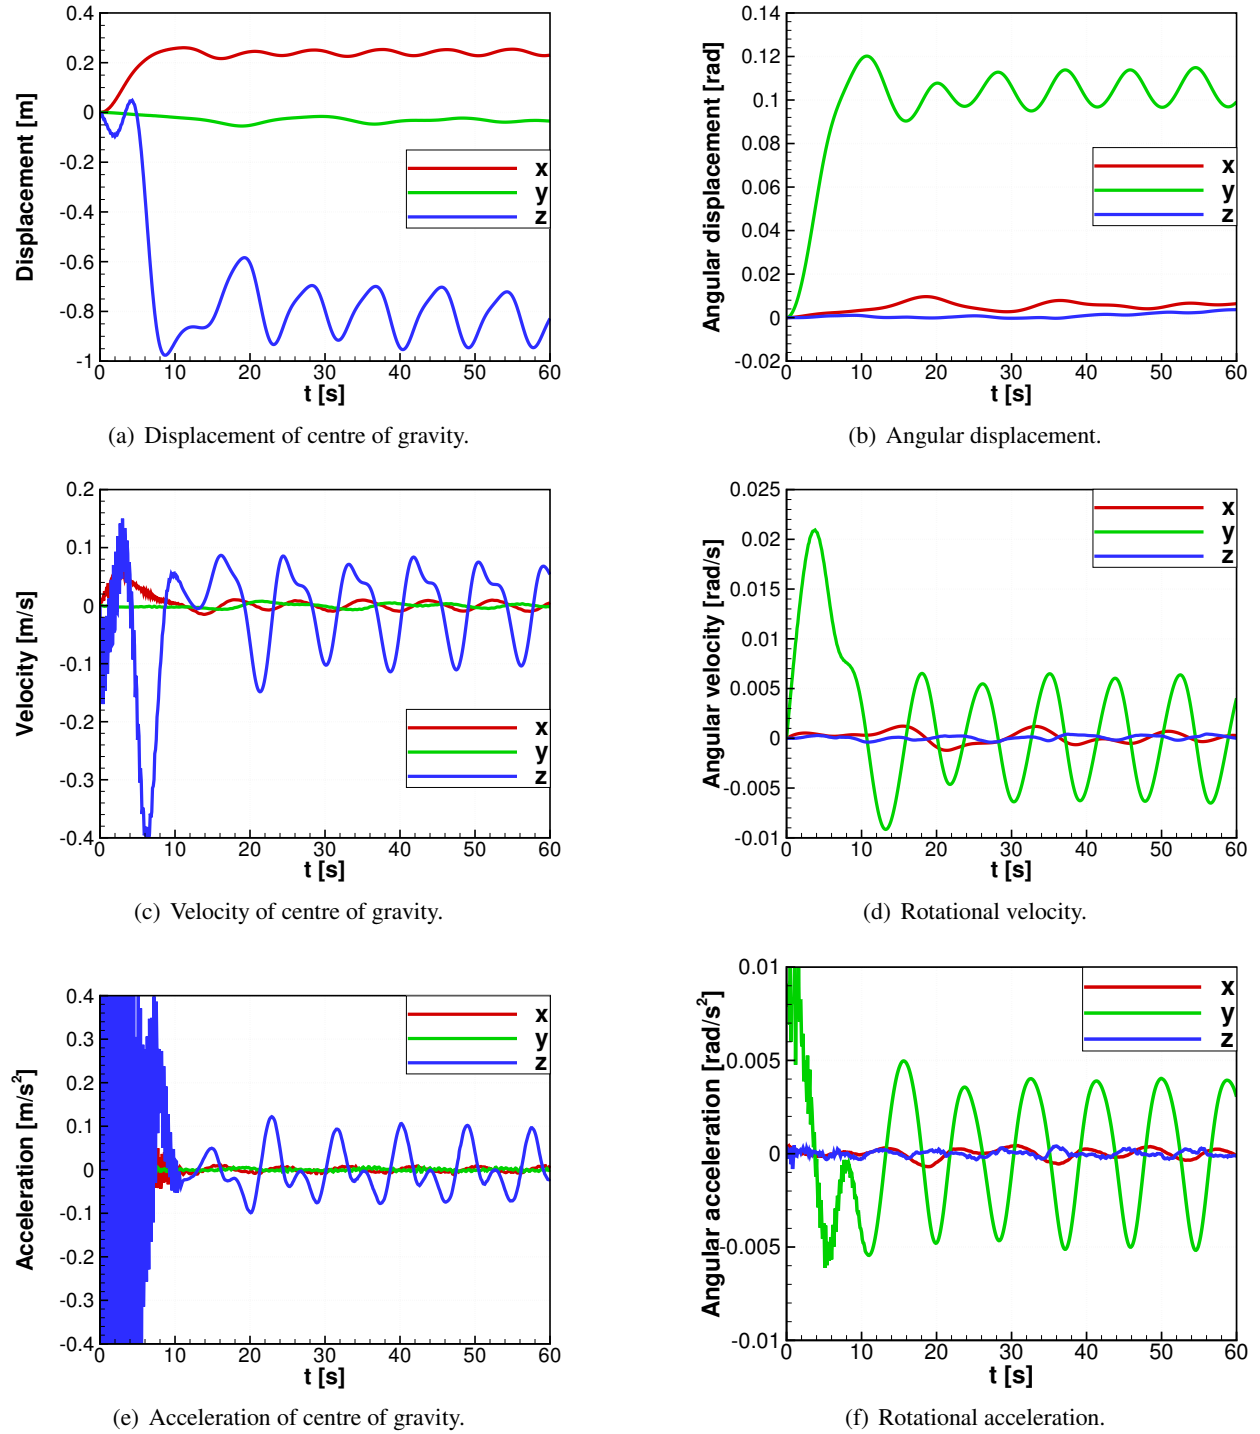 0.4
0.2
0
-0.2
-0.4
-0.6
-0.8
-1
Displacement [m]
x
y
z
0 10 20 30 40 50 60
t [s]
(a) Displacement of centre of gravity.
0.14
0.12
0.1
0.08
0.06
0.04
0.02
0
-0.02
Angular displacement [rad]
x
y
z
0 10 20 30 40 50 60
t [s]
(b) Angular displacement.
0.2
0.1
0
-0.1
-0.2
-0.3
-0.4
Velocity [m/s]
x
y
z
0 10 20 30 40 50 60
t [s]
(c) Velocity of centre of gravity.
0.025
0.02
0.015
0.01
0.005
0
-0.005
-0.01
Angular velocity [rad/s]
x
y
z
0 10 20 30 40 50 60
t [s]
(d) Rotational velocity.
0.4
0.3
0.2
0.1
0
-0.1
-0.2
-0.3
-0.4
Acceleration [m/s²]
x
y
z
0 10 20 30 40 50 60
t [s]
(e) Acceleration of centre of gravity.
0.01
0.005
0
-0.005
-0.01
Angular acceleration [rad/s²]
x
y
z
0 10 20 30 40 50 60
t [s]
(f) Rotational acceleration.